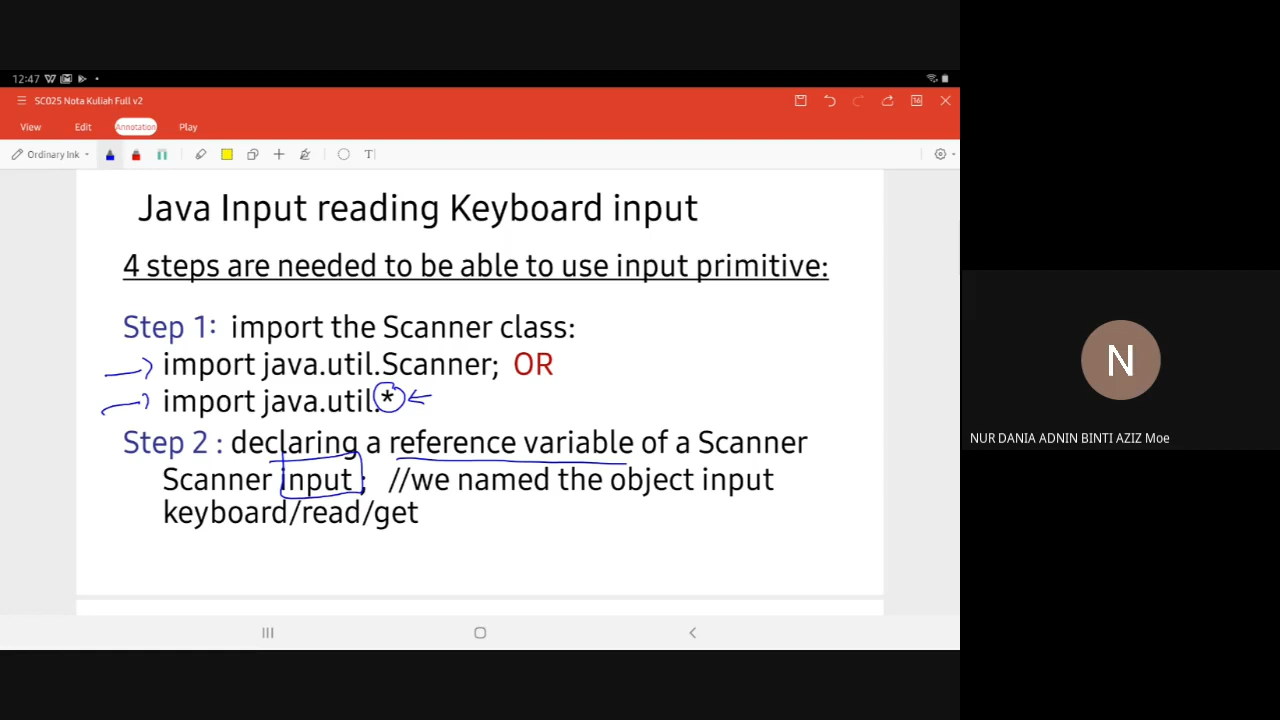 12:47
SC025 Nota Kuliah Full v2
View Edit Annotation Play
Ordinary Ink T
16
Java Input reading Keyboard input
4 steps are needed to be able to use input primitive:
Step 1: import the Scanner class:
import java.util.Scanner; OR
import java.util.*
Step 2 : declaring a reference variable of a Scanner
Scanner input ; //we named the object input
keyboard/read/get
N
NUR DANIA ADNIN BINTI AZIZ Moe